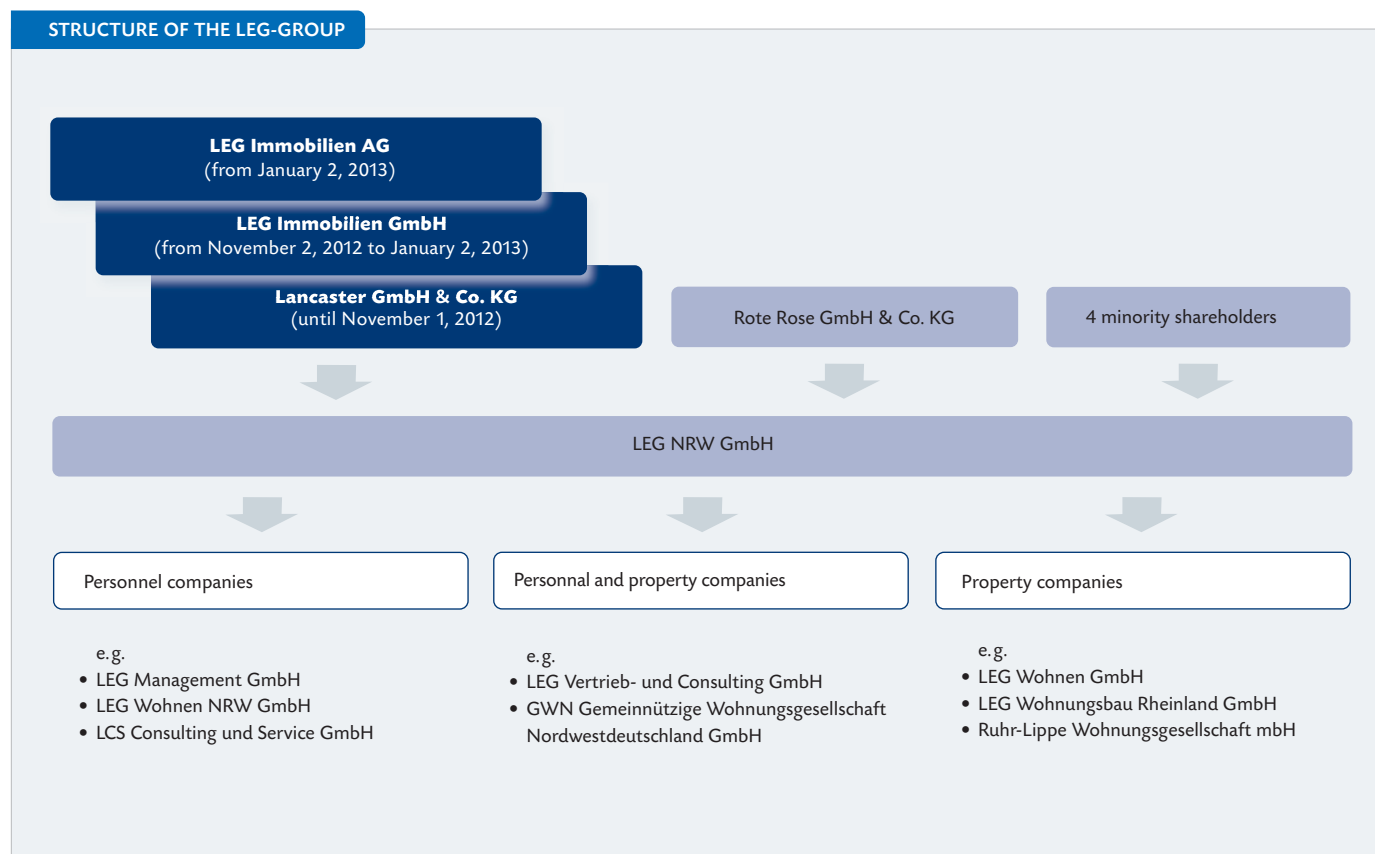 STRUCTURE OF THE LEG-GROUP
LEG Immobilien AG
(from January 2, 2013)
LEG Immobilien GmbH
(from November 2, 2012 to January 2, 2013)
Lancaster GmbH & Co. KG
(until November 1, 2012)
Rote Rose GmbH & Co. KG
4 minority shareholders
LEG NRW GmbH
Personnel companies
e.g.
• LEG Management GmbH
• LEG Wohnen NRW GmbH
• LCS Consulting und Service GmbH
Personnal and property companies
e.g.
• LEG Vertrieb- und Consulting GmbH
• GWN Gemeinnützige Wohnungsgesellschaft
Nordwestdeutschland GmbH
Property companies
e.g.
• LEG Wohnen GmbH
• LEG Wohnungsbau Rheinland GmbH
• Ruhr-Lippe Wohnungsgesellschaft mbH